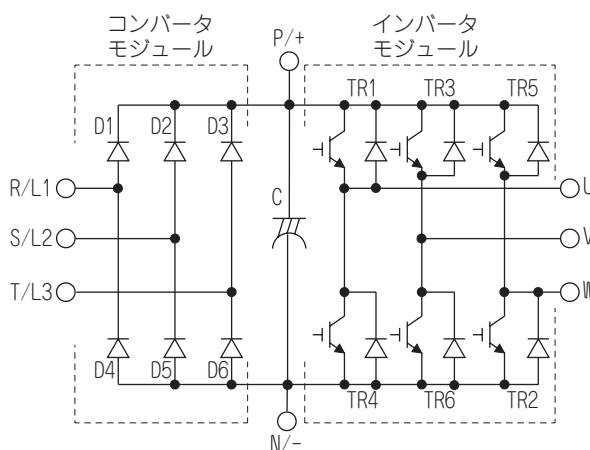 コンバータ
モジュール
P/+
インバータ
モジュール
TR1
TR3
TR5
D1
D2
D3
R/L1
C
U
S/L2
V
T/L3
W
D4
D5
D6
TR4
TR6
TR2
N/-